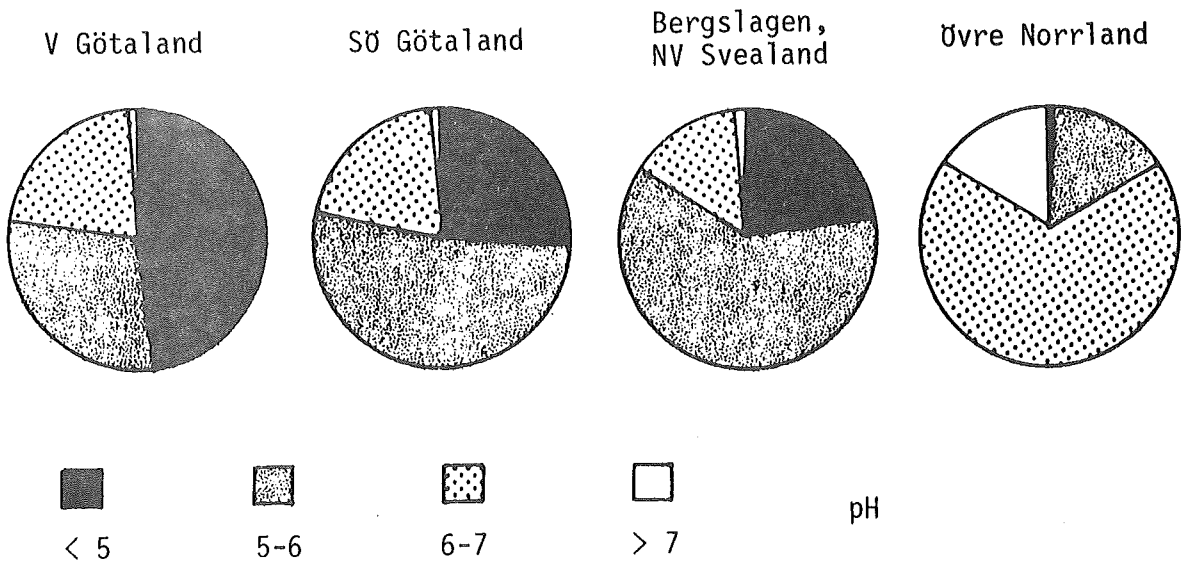 V Götaland
SÖ Götaland
Bergslagen,
NV Svealand
Övre Norrland
< 5
5-6
6-7
> 7
pH